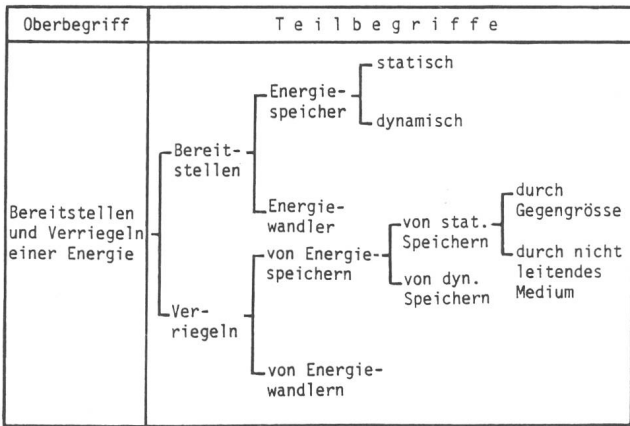 Oberbegriff
Teilbegriffe
Bereitstellen
und Verriegeln
einer Energie
Bereit-
stellen
Energie-
speicher
statisch
dynamisch
Energie-
wandler
Ver-
riegeln
von Energie-
speichern
von stat.
Speichern
durch
Gegengrösse
durch nicht
leitendes
Medium
von dyn.
Speichern
von Energie-
wandlern